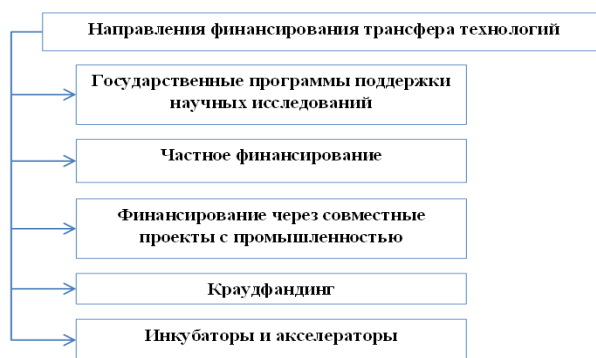 Направления финансирования трансфера технологий
Государственные программы поддержки
научных исследований
Частное финансирование
Финансирование через совместные
проекты с промышленностью
Краудфандинг
Инкубаторы и акселераторы